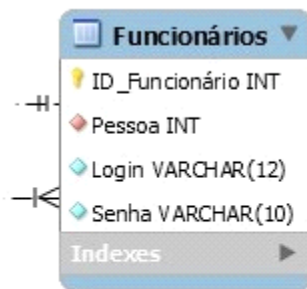 Funcionários
ID_Funcionário INT
Pessoa INT
Login VARCHAR(12)
Senha VARCHAR(10)
Indexes